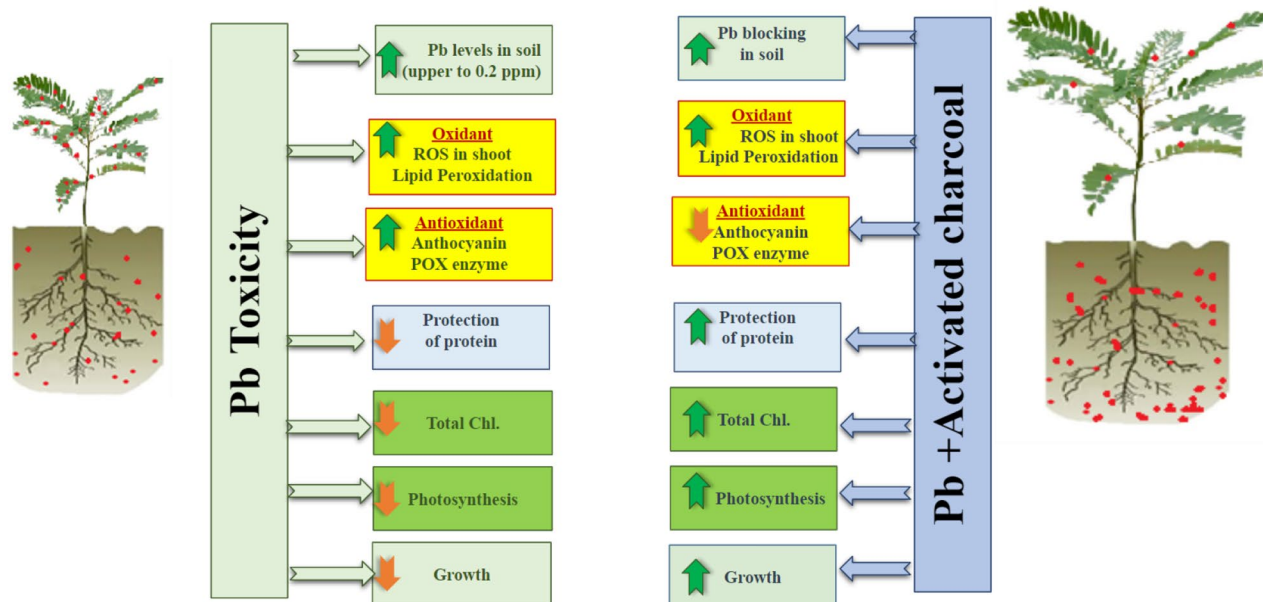 Pb Toxicity
Pb levels in soil
(upper to 0.2 ppm)
Oxidant
ROS in shoot
Lipid Peroxidation
Antioxidant
Anthocyanin
POX enzyme
Protection
of protein
Total Chl.
Photosynthesis
Growth
Pb blocking
in soil
Oxidant
ROS in shoot
Lipid Peroxidation
Antioxidant
Anthocyanin
POX enzyme
Protection
of protein
Total Chl.
Photosynthesis
Growth
Pb +Activated charcoal